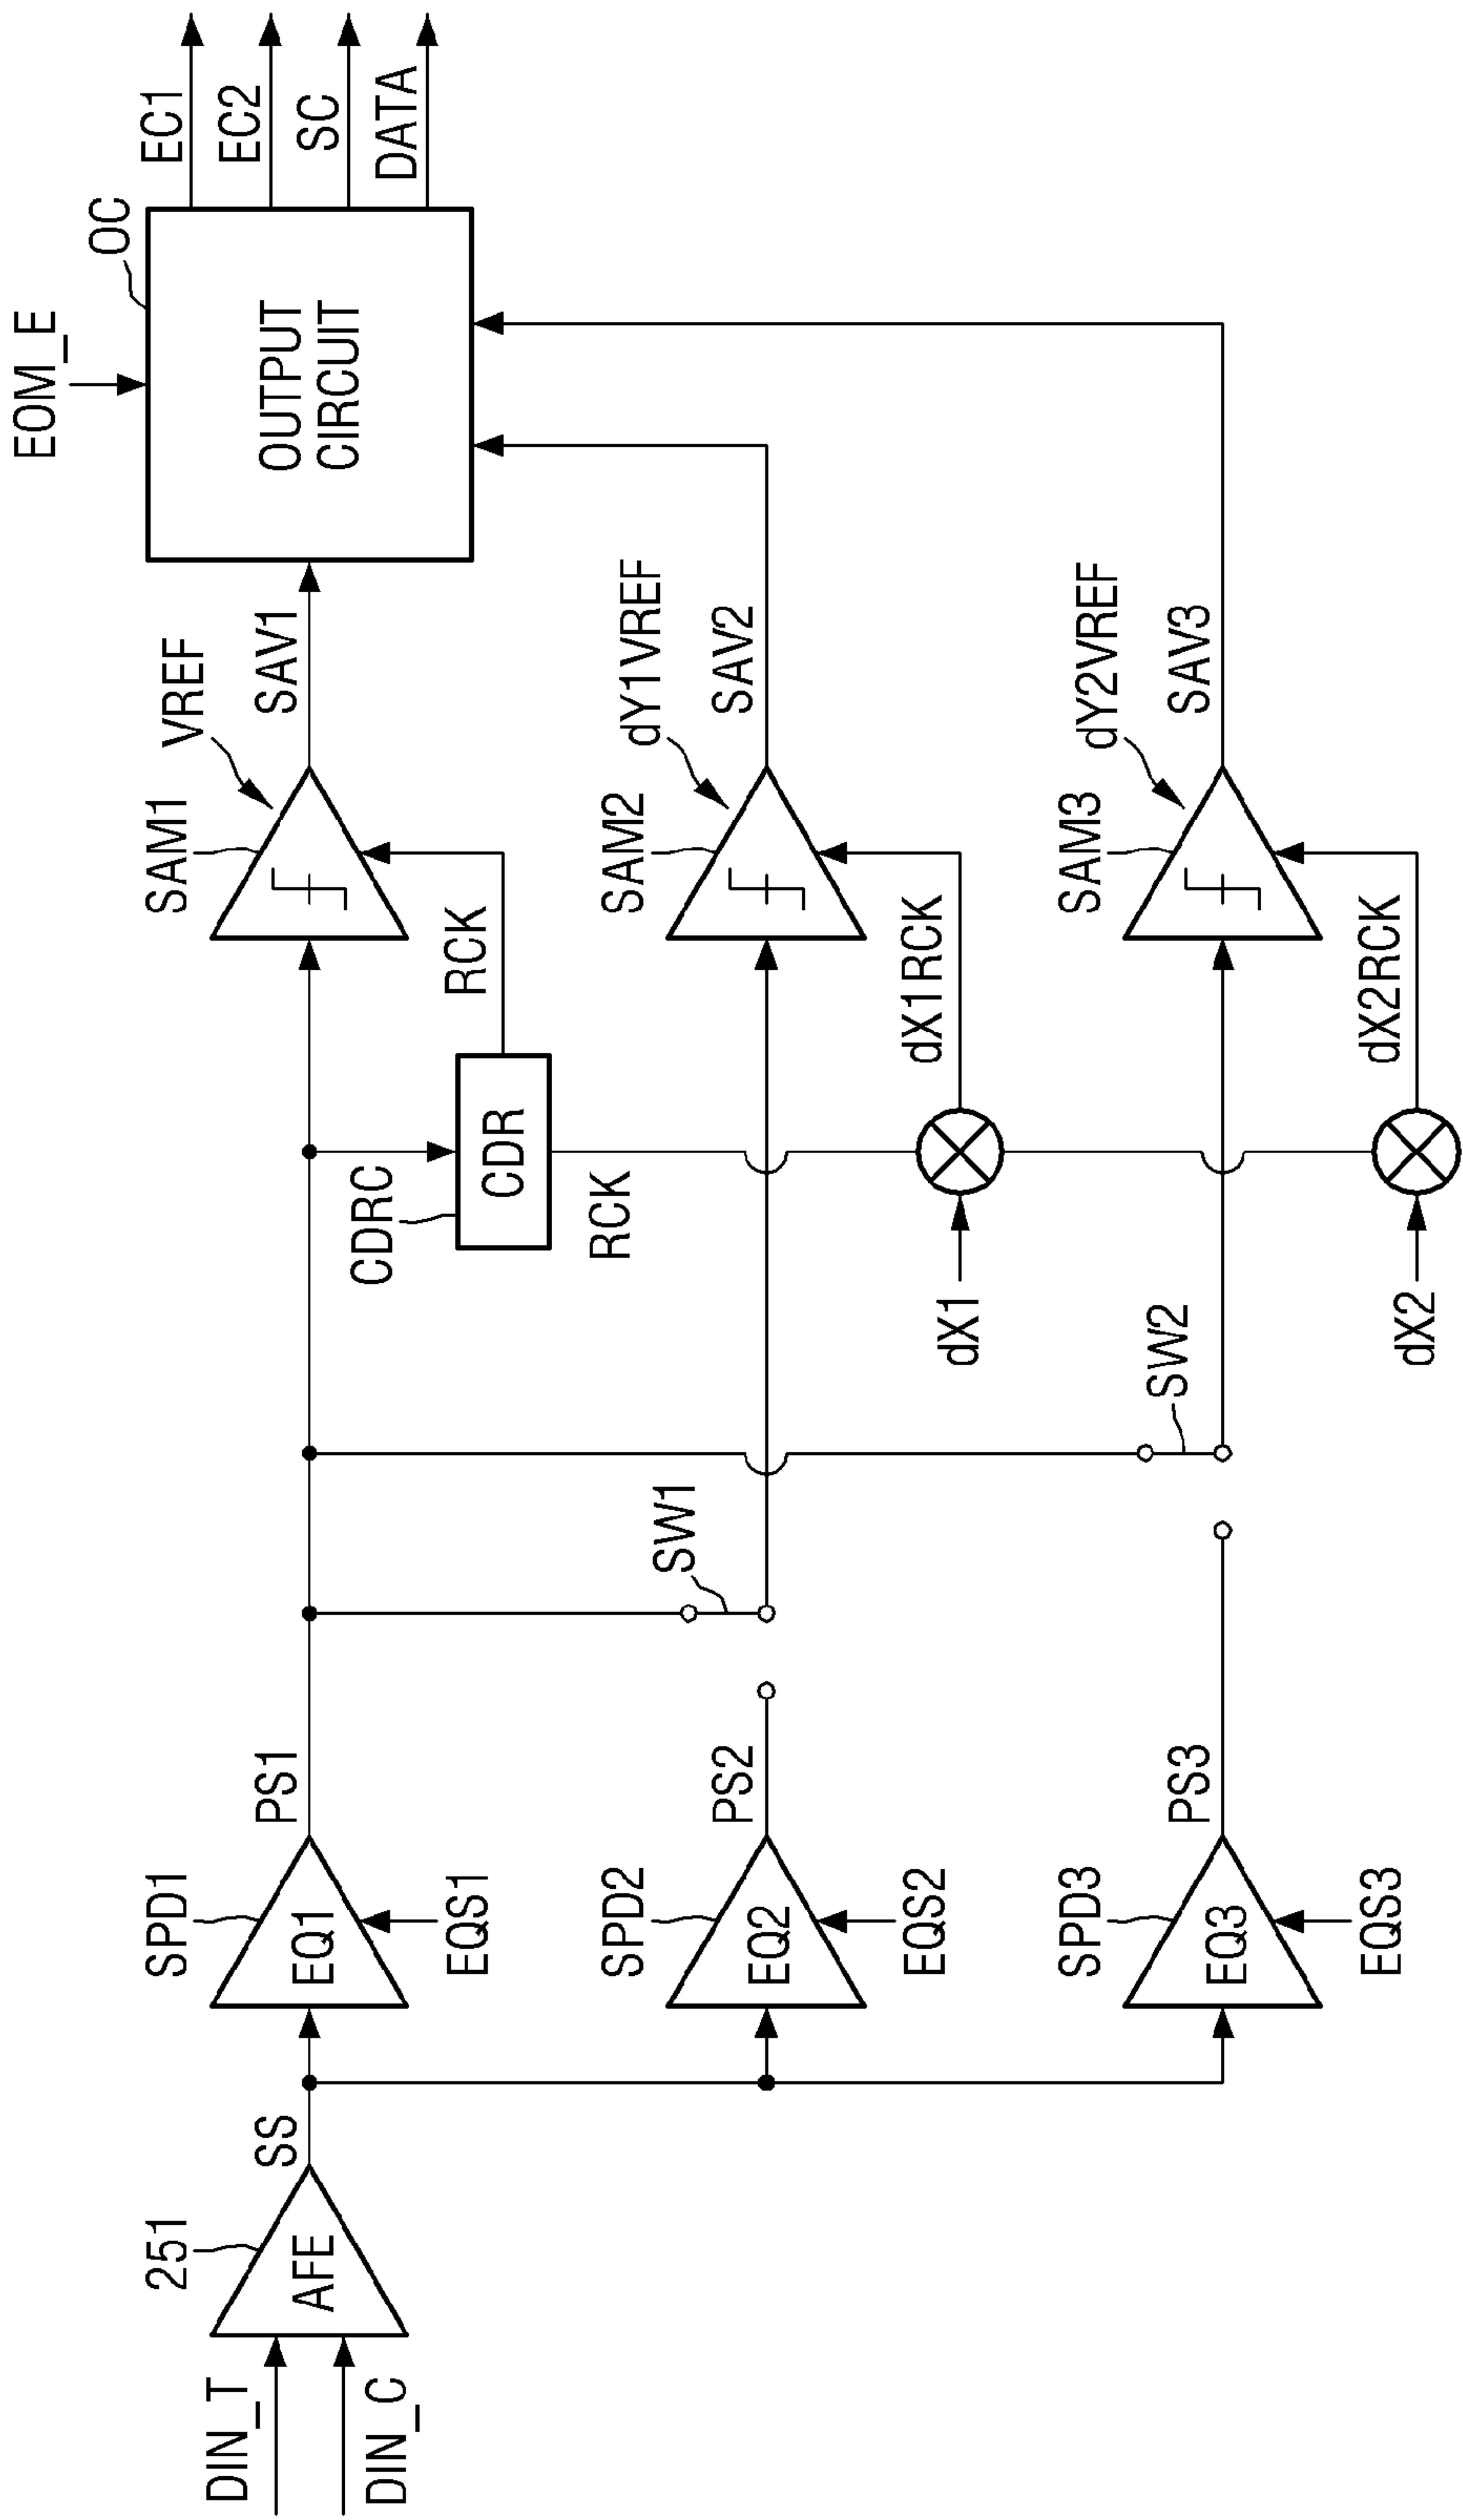 DIN_T
DIN_C
251
AFE
SS
SPD1
EQ1
EQS1
PS1
SPD2
EQ2
EQS2
PS2
SPD3
EQ3
EQS3
PS3
SW1
SW2
CDRC
CDR
RCK
RCK
dX1
dX1RCK
dX2
dX2RCK
SAM1
VREF
SAV1
SAM2
dY1VREF
SAV2
SAM3
dY2VREF
SAV3
EOM_E
OC
OUTPUT
CIRCUIT
EC1
EC2
SC
DATA